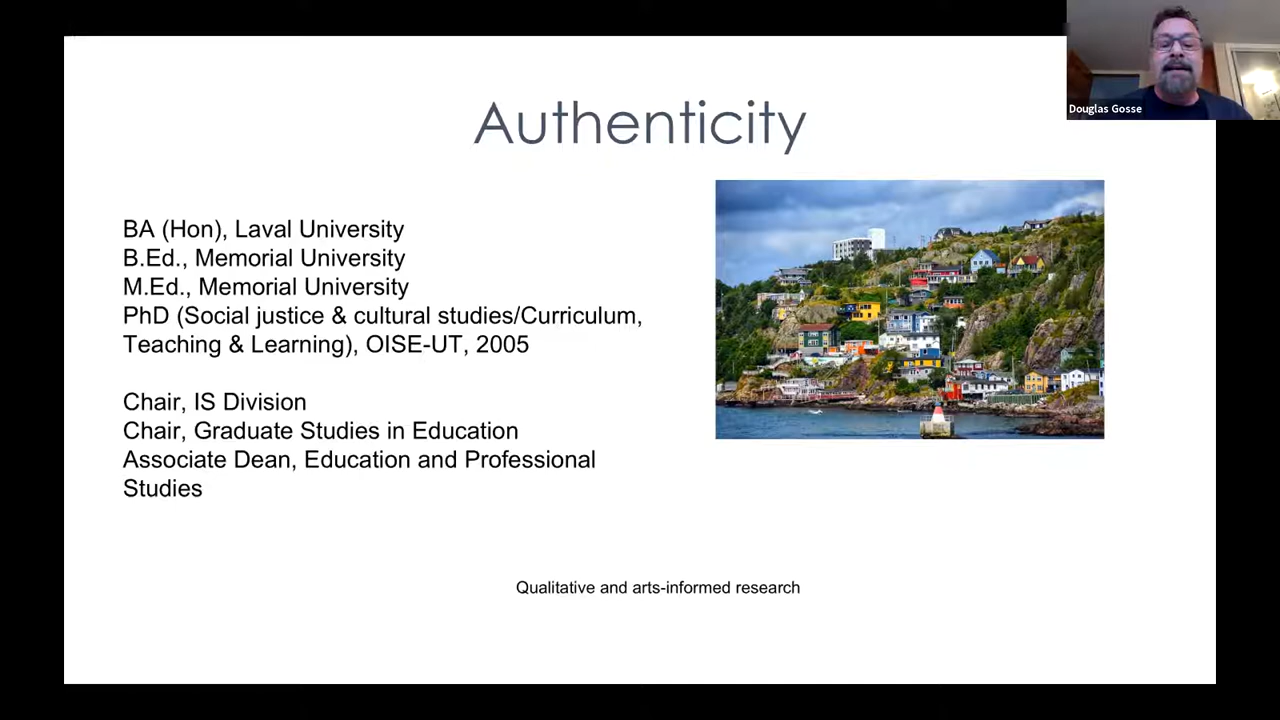 Authenticity
BA (Hon), Laval University
B.Ed., Memorial University
M.Ed., Memorial University
PhD (Social justice & cultural studies/Curriculum,
Teaching & Learning), OISE-UT, 2005
Chair, IS Division
Chair, Graduate Studies in Education
Associate Dean, Education and Professional
Studies
Qualitative and arts-informed research
Douglas Gosse